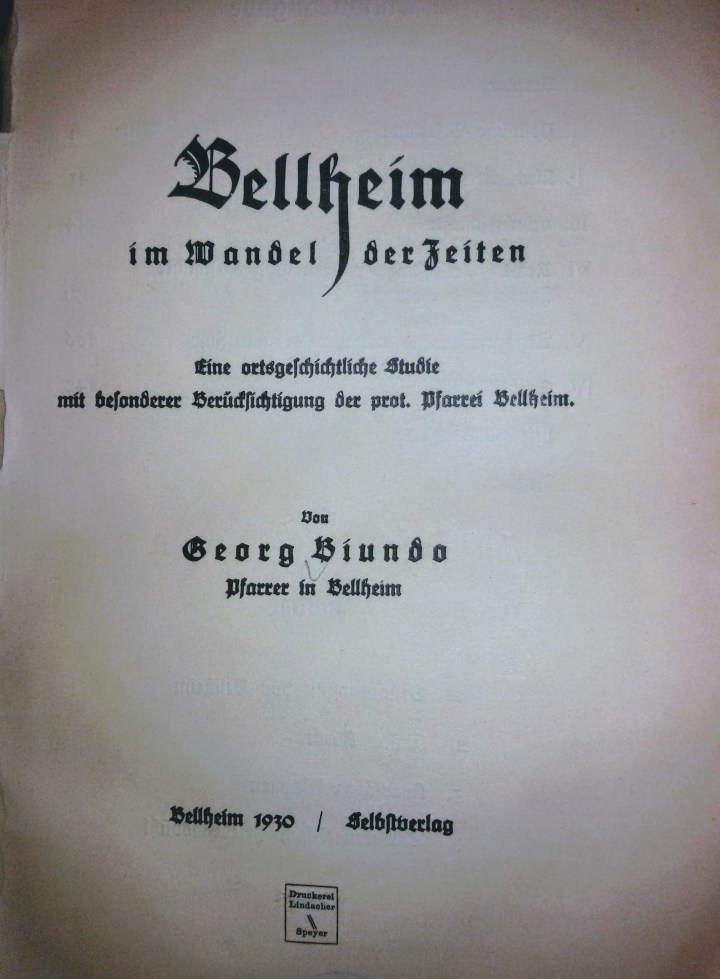 Bellheim
im Wandel der Zeiten
Eine ortsgeschichtliche Studie
mit besonderer Berücksichtigung der prot. Pfarrei Bellheim.
Von
Georg Biundo
Pfarrer in Bellheim
Bellheim 1930 / Selbstverlag
Druckerei
Lindacher
Speyer